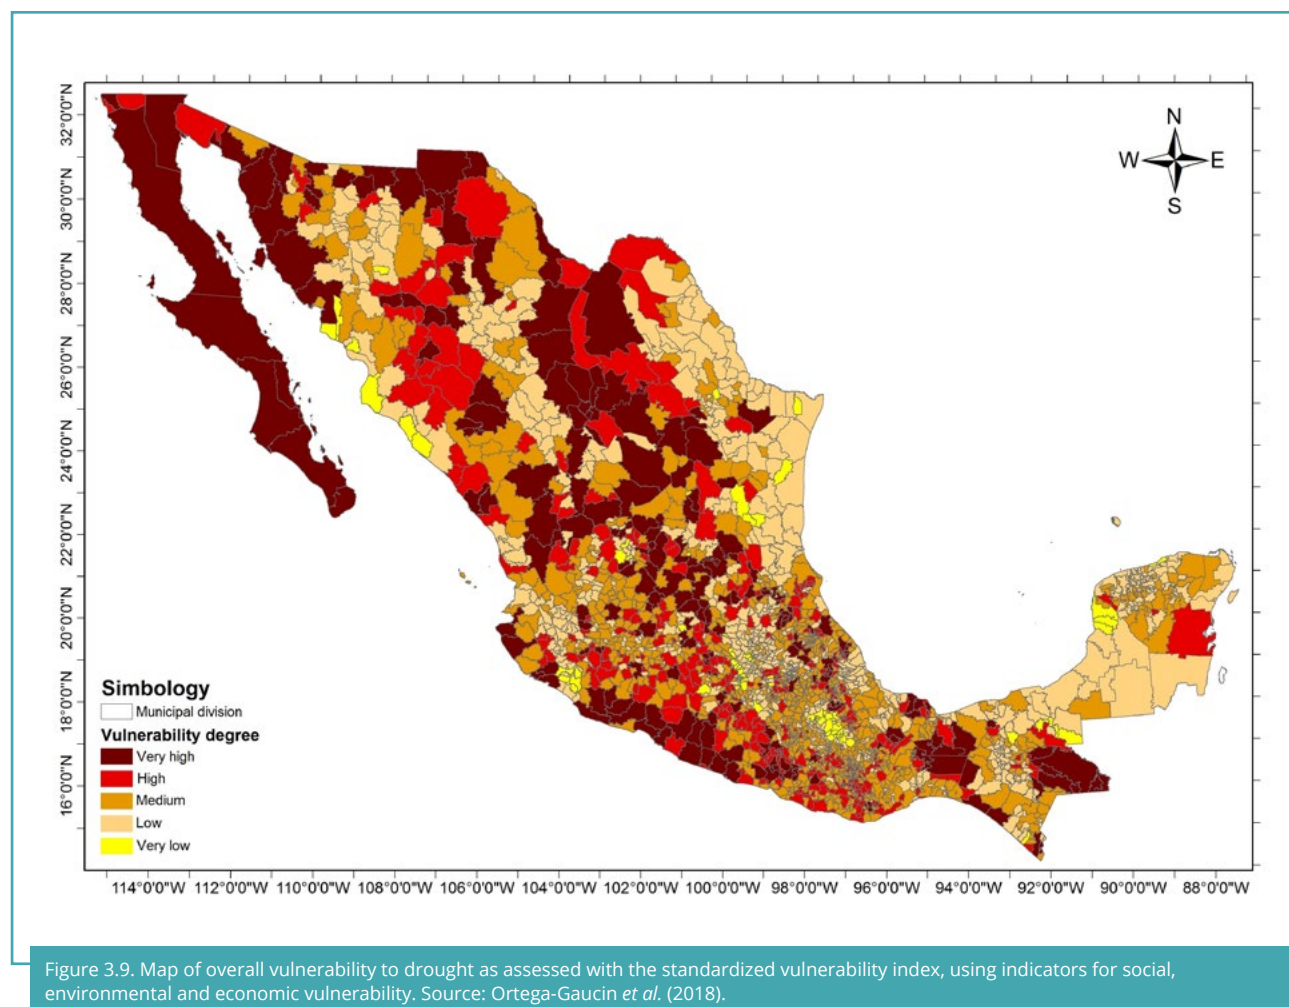 N
W E
S
32°0'0"N
30°0'0"N
28°0'0"N
26°0'0"N
24°0'0"N
22°0'0"N
20°0'0"N
18°0'0"N
16°0'0"N
Simbology
Municipal division
Vulnerability degree
Very high
High
Medium
Low
Very low
114°0'0"W 112°0'0"W 110°0'0"W 108°0'0"W 106°0'0"W 104°0'0"W 102°0'0"W 100°0'0"W 98°0'0"W 96°0'0"W 94°0'0"W 92°0'0"W 90°0'0"W 88°0'0"W
Figure 3.9. Map of overall vulnerability to drought as assessed with the standardized vulnerability index, using indicators for social,
environmental and economic vulnerability. Source: Ortega-Gaucin et al. (2018).